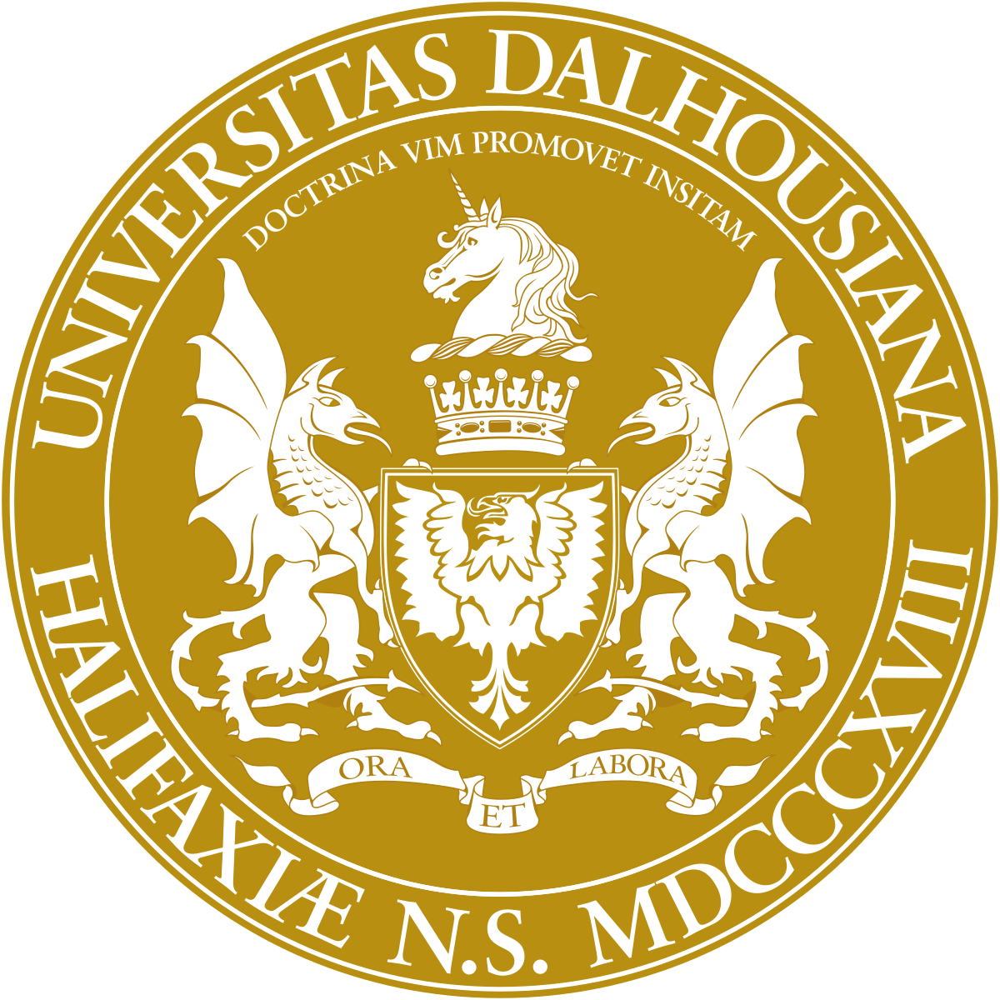 UNIVERSITAS DALHOUSIANA
DOCTRINA VIM PROMOVET INSITAM
ORA
ET
LABORA
HALIFAXIÆ N.S. MDCCCXVIII